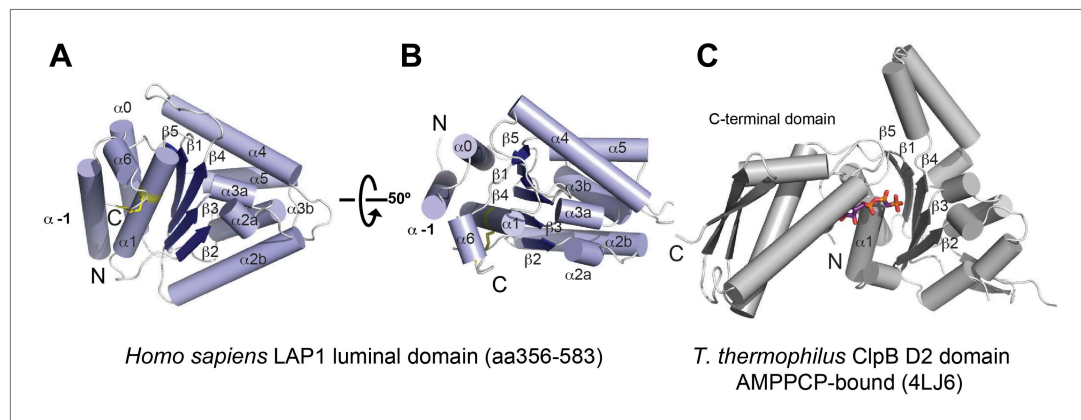 A
B
C
α0
β5
β1
β4
α4
α6
α5
α3a
C
α3b
α -1
β3
α2a
α1
β2
α2b
N
50º
N
β5
α4
α0
α5
β1
α3b
β4
α3a
α -1
α6
α1
β3
α2b
β2
C
α2a
C-terminal domain
β5
β1
β4
β3
C
α1
β2
N
Homo sapiens LAP1 luminal domain (aa356-583)
T. thermophilus ClpB D2 domain
AMPPCP-bound (4LJ6)